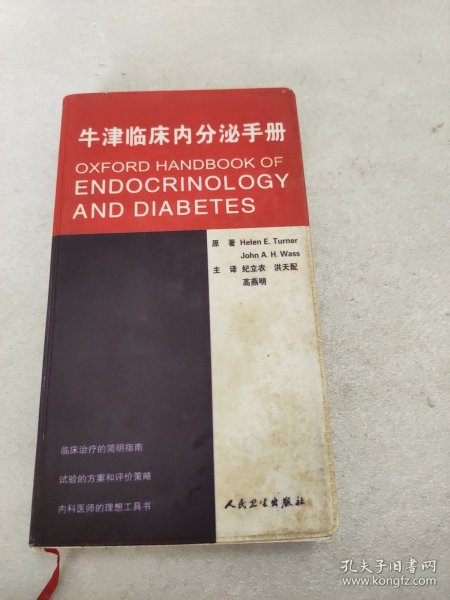 牛津临床内分泌手册
OXFORD HANDBOOK OF
ENDOCRINOLOGY
AND DIABETES
原 著 Helen E. Turner
John A. H. Wass
主 译 纪立农 洪天配
高燕明
临床治疗的简明指南
试验的方案和评价策略
内科医师的理想工具书
人民卫生出版社
孔夫子旧书网
www.kongfz.com